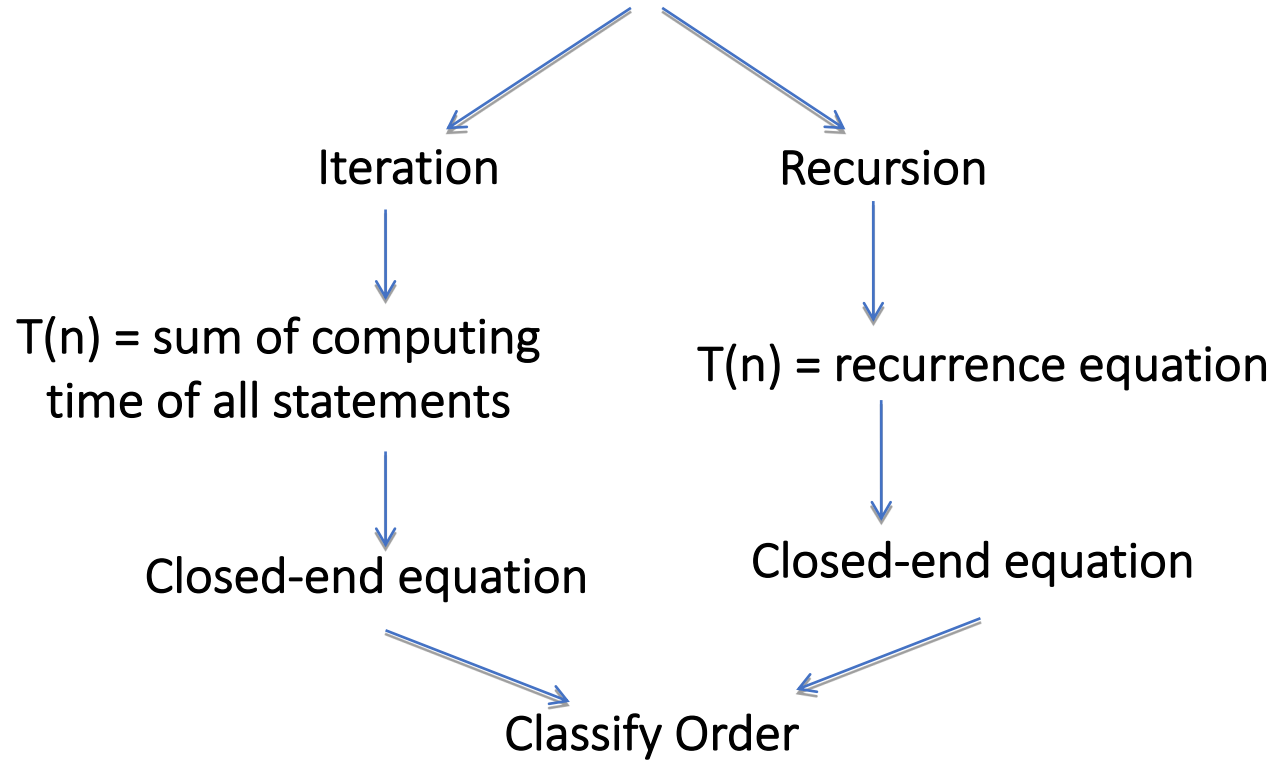 Iteration
Recursion
T(n) = sum of computing
time of all statements
T(n) = recurrence equation
Closed-end equation
Closed-end equation
Classify Order